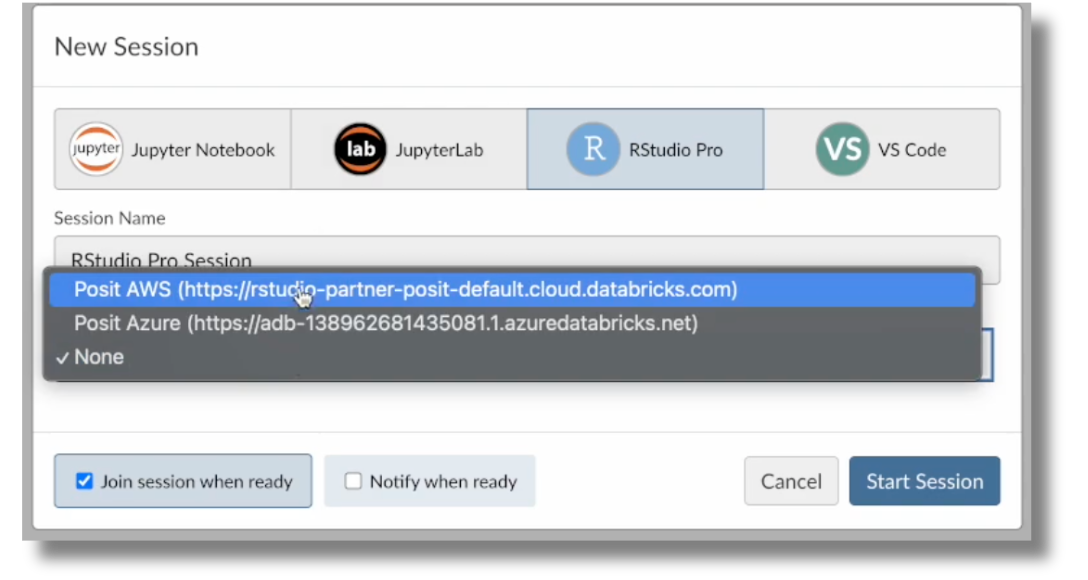 New Session
jupyter Jupyter Notebook
lab JupyterLab
R RStudio Pro
VS VS Code
Session Name
RStudio Pro Session
Posit AWS (https://rstudio-partner-posit-default.cloud.databricks.com)
Posit Azure (https://adb-138962681435081.1.azuredatabricks.net)
✓ None
Join session when ready
Notify when ready
Cancel
Start Session